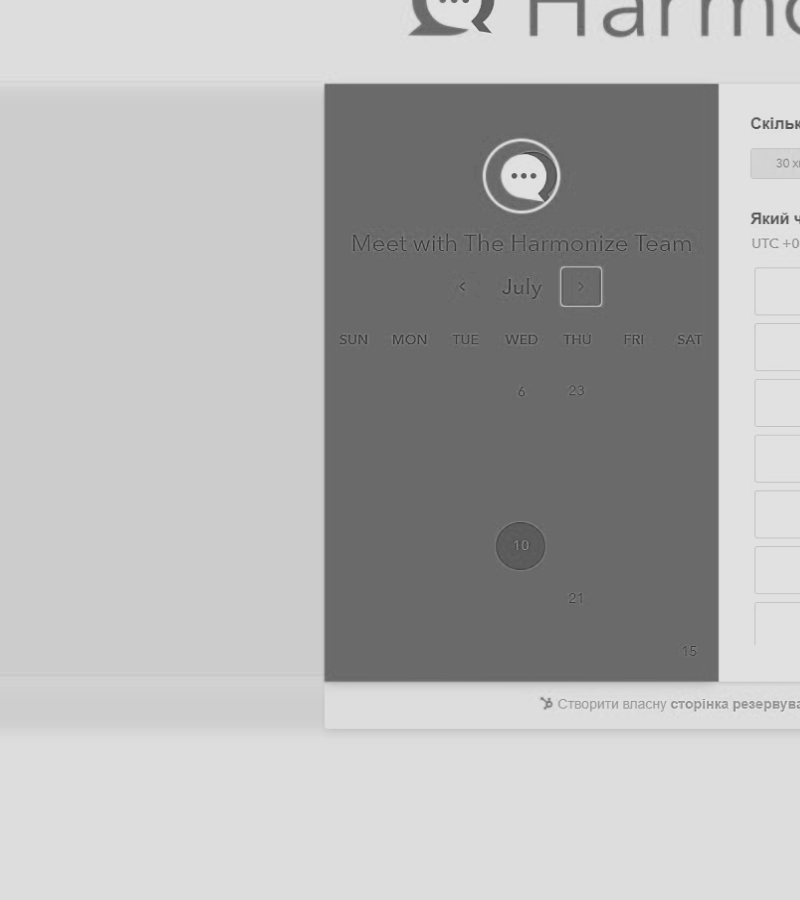 Harmo
Скільк
30 хв
Meet with The Harmonize Team
Який ч
UTC +0
July
SUN MON TUE WED THU FRI SAT
6 23
10
21
15
Створити власну сторінка резервува